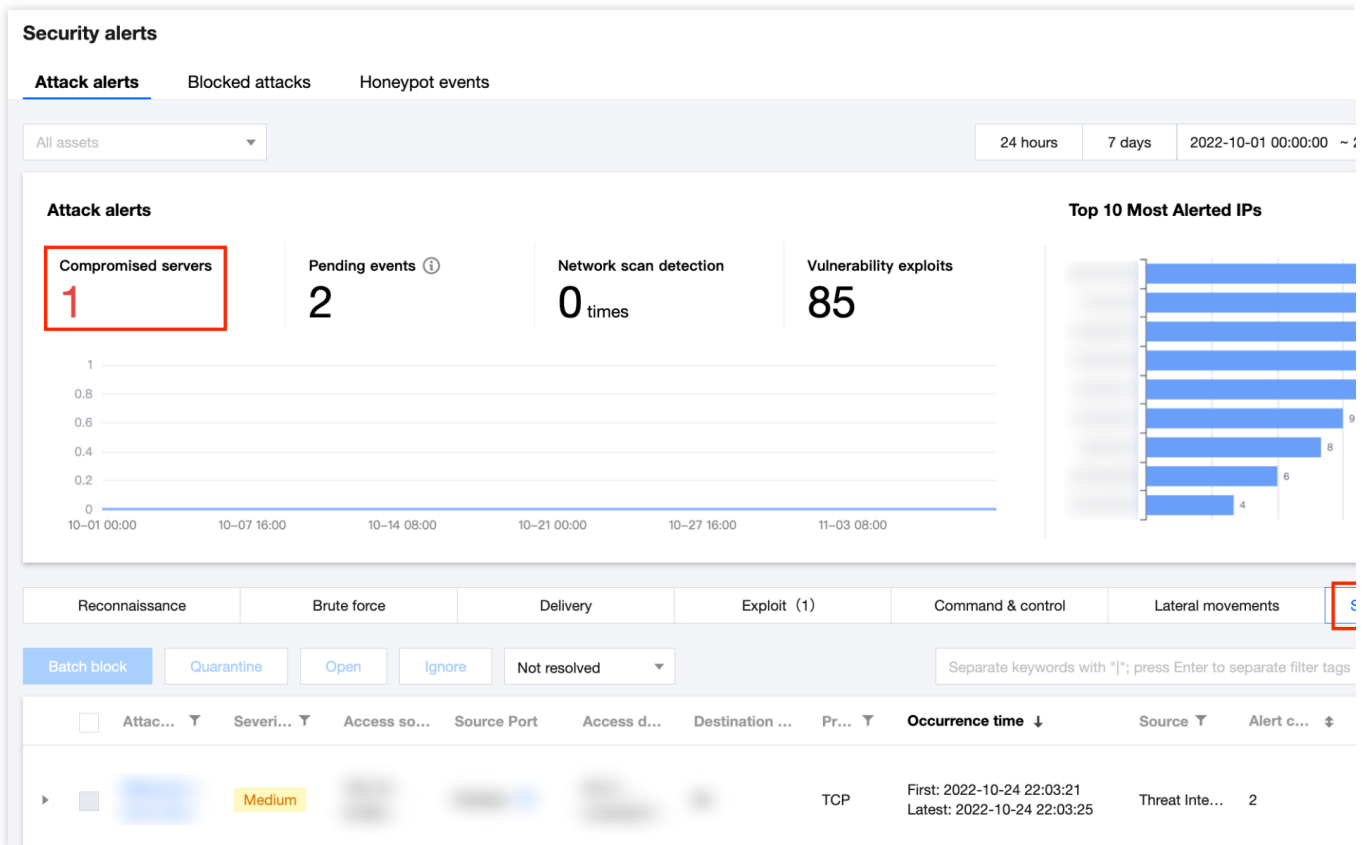 Security alerts
Attack alerts Blocked attacks Honeypot events
All assets 24 hours 7 days 2022-10-01 00:00:00 ~ 2
Attack alerts Top 10 Most Alerted IPs
Compromised servers Pending events Network scan detection Vulnerability exploits
1 2 0 times 85
1
0.8
0.6
0.4
0.2
0
10–01 00:00 10–07 16:00 10–14 08:00 10–21 00:00 10–27 16:00 11–03 08:00
9
8
6
4
Reconnaissance Brute force Delivery Exploit（1） Command & control Lateral movements S
Batch block Quarantine Open Ignore Not resolved Separate keywords with "|"; press Enter to separate filter tags
Attac... Severi... Access so... Source Port Access d... Destination ... Pr... Occurrence time ↓ Source Alert c...
Medium TCP First: 2022-10-24 22:03:21 Threat Inte... 2
Latest: 2022-10-24 22:03:25